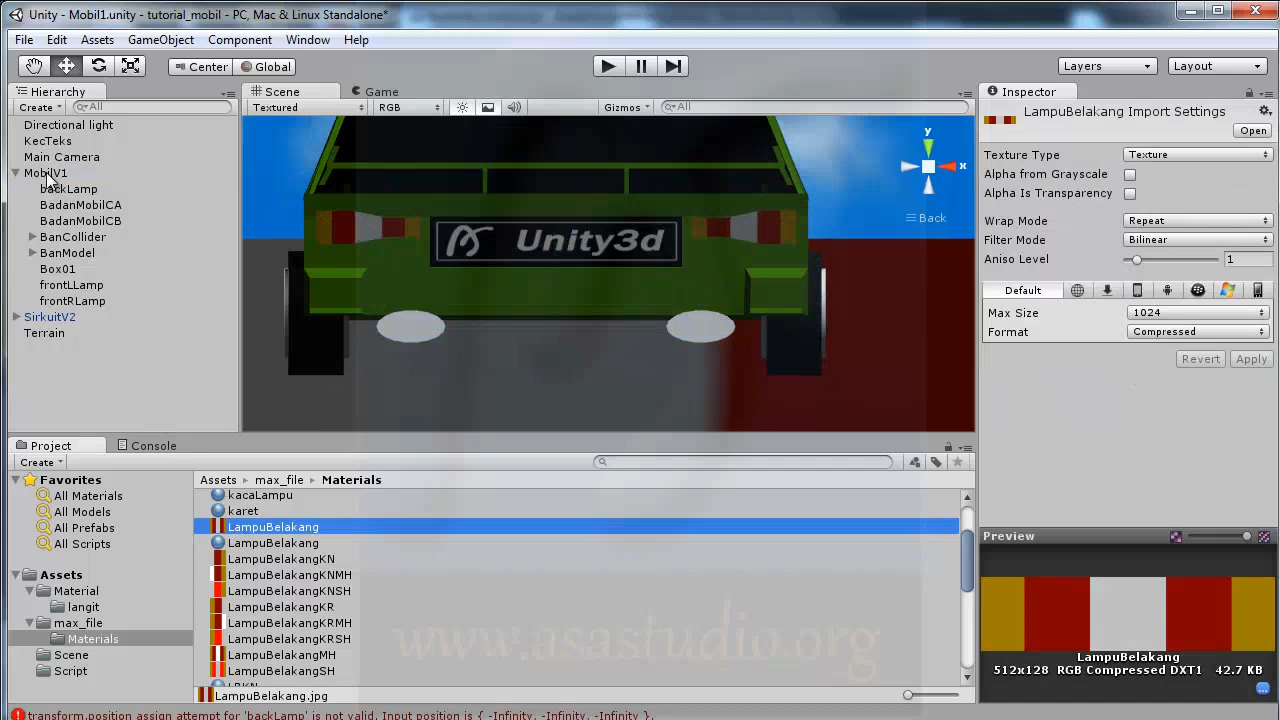 Unity - Mobil1.unity - tutorial_mobil - PC, Mac & Linux Standalone*
File Edit Assets GameObject Component Window Help
Center Global Layers Layout
Hierarchy Scene Game Inspector
Create All Textured RGB Gizmos All
LampuBelakang Import Settings
Open
Directional light
KecTeks
Main Camera
MobilV1
backLamp
BadanMobilCA
BadanMobilCB
BanCollider
BanModel
Box01
frontLLamp
frontRLamp
SirkuitV2
Terrain
y
x
Back
Unity3d
Texture Type Texture
Alpha from Grayscale
Alpha Is Transparency
Wrap Mode Repeat
Filter Mode Bilinear
Aniso Level 1
Default
Max Size 1024
Format Compressed
Revert Apply
Project Console
Create
Favorites
All Materials
All Models
All Prefabs
All Scripts
Assets
Material
langit
max_file
Materials
Scene
Script
Assets ▸ max_file ▸ Materials
kacaLampu
karet
LampuBelakang
LampuBelakang
LampuBelakangKN
LampuBelakangKNMH
LampuBelakangKNSH
LampuBelakangKR
LampuBelakangKRMH
LampuBelakangKRSH
LampuBelakangMH
LampuBelakangSH
LampuBelakang.jpg
www.asastudio.org
Preview
LampuBelakang
512x128 RGB Compressed DXT1 42.7 KB
transform.position assign attempt for 'backLamp' is not valid. Input position is { -Infinity, -Infinity, -Infinity }.